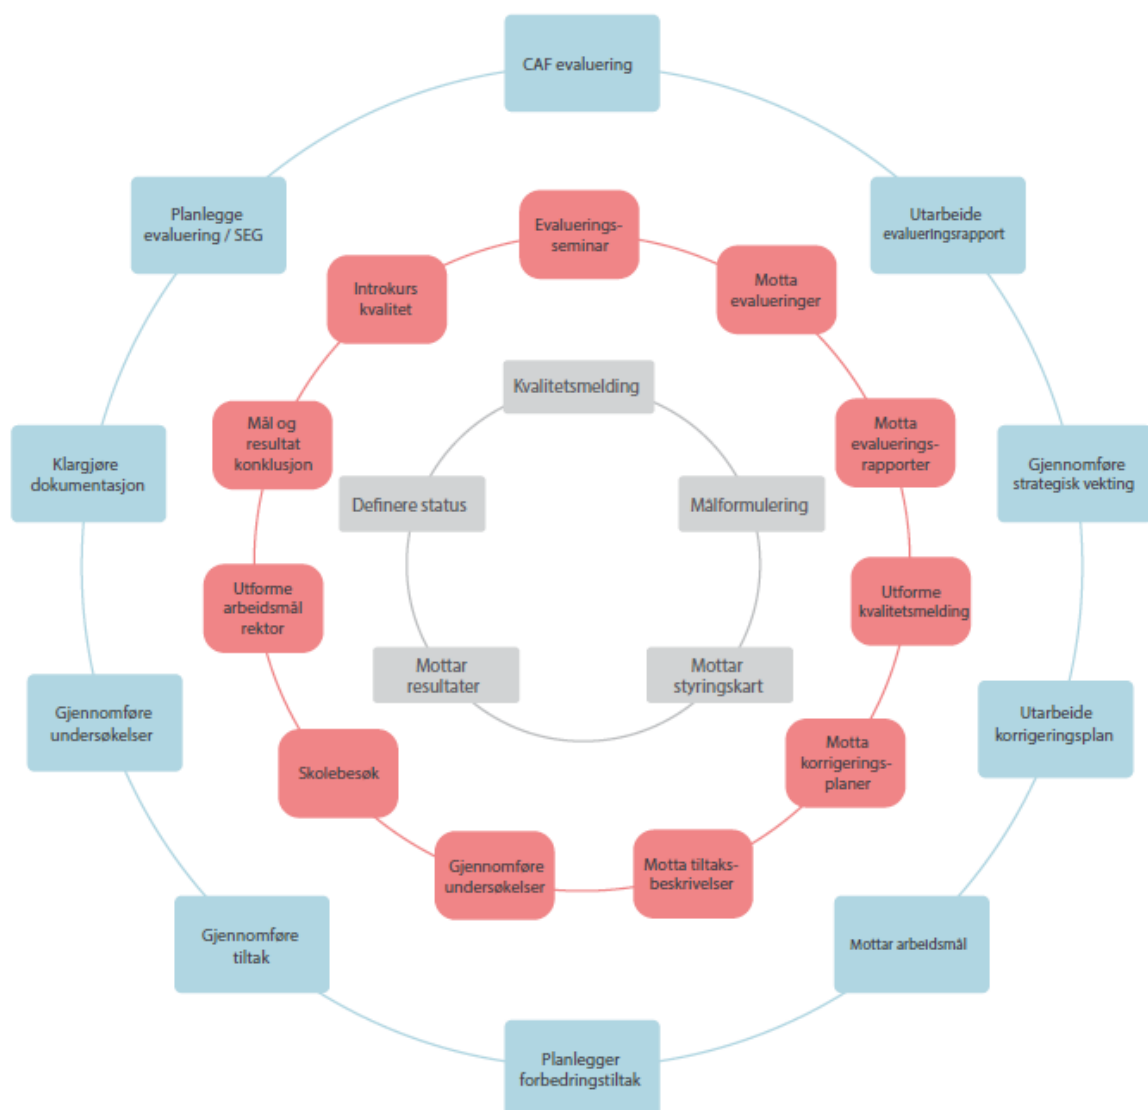 CAF evaluering
Utarbeide
evalueringsrapport
Gjennomføre
strategisk vekting
Utarbeide
korrigeringsplan
Mottar arbeidsmål
Planlegger
forbedringstiltak
Gjennomføre
tiltak
Gjennomføre
undersøkelser
Klargjøre
dokumentasjon
Planlegge
evaluering / SEG
Evaluerings-
seminar
Motta
evalueringer
Motta
evaluerings-
rapporter
Utforme
kvalitetsmelding
Motta
korrigerings-
planer
Motta tiltaks-
beskrivelser
Gjennomføre
undersøkelser
Skolebesøk
Utforme
arbeidsmål
rektor
Mål og
resultat
konklusjon
Introkurs
kvalitet
Kvalitetsmelding
Målformulering
Mottar
styringskart
Mottar
resultater
Definere status